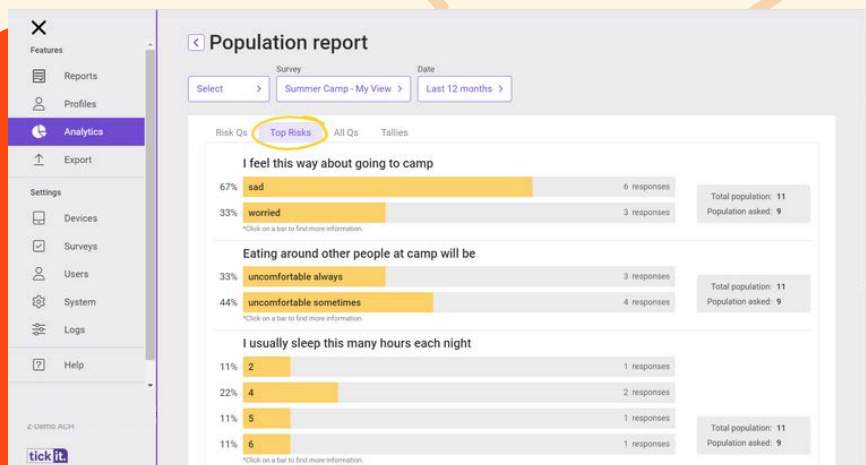 Features
Reports
Profiles
Analytics
Export
Settings
Devices
Surveys
Users
System
Logs
Help
Z-Demo ACH
tick it.
Population report
Survey
Date
Select
Summer Camp - My View
Last 12 months
Risk Qs Top Risks All Qs Tallies
I feel this way about going to camp
67% sad 6 responses
33% worried 3 responses
*Click on a bar to find more information.
Total population: 11
Population asked: 9
Eating around other people at camp will be
33% uncomfortable always 3 responses
44% uncomfortable sometimes 4 responses
*Click on a bar to find more information.
Total population: 11
Population asked: 9
I usually sleep this many hours each night
11% 2 1 responses
22% 4 2 responses
11% 5 1 responses
11% 6 1 responses
*Click on a bar to find more information.
Total population: 11
Population asked: 9